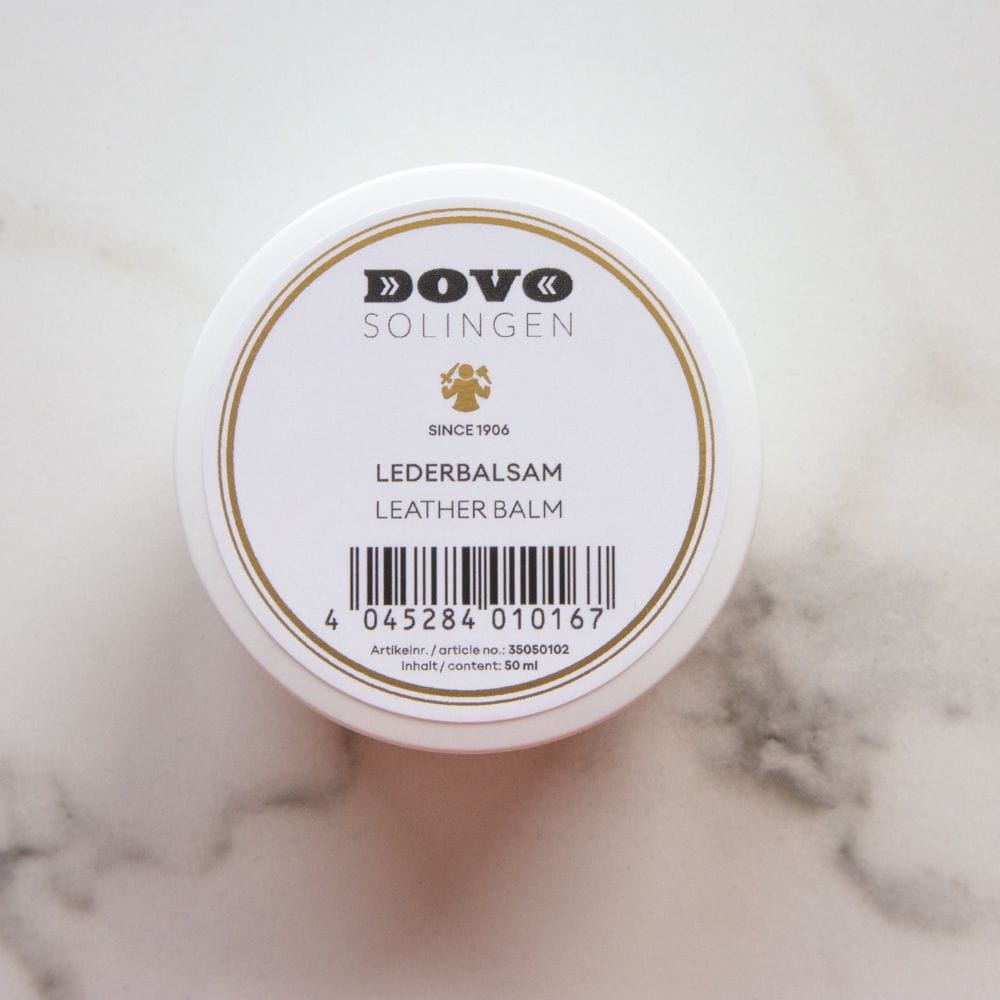 DOVO
SOLINGEN
SINCE 1906
LEDERBALSAM
LEATHER BALM
4 045284 010167
Artikelnr. / article no.: 35050102
Inhalt / content: 50 ml